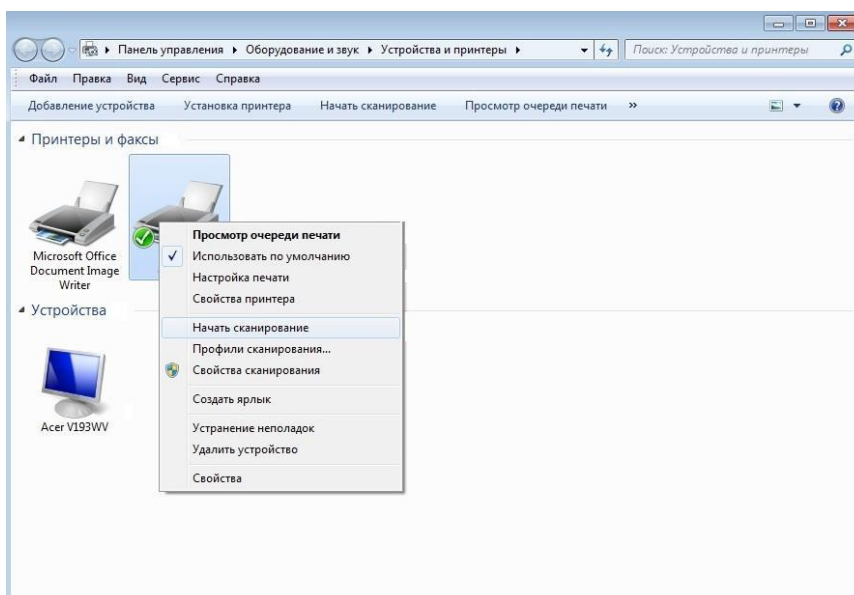 Панель управления ▸ Оборудование и звук ▸ Устройства и принтеры ▸
Поиск: Устройства и принтеры
Файл Правка Вид Сервис Справка
Добавление устройства Установка принтера Начать сканирование Просмотр очереди печати »
Принтеры и факсы
Microsoft Office
Document Image
Writer
Просмотр очереди печати
Использовать по умолчанию
Настройка печати
Свойства принтера
Начать сканирование
Профили сканирования...
Свойства сканирования
Создать ярлык
Устранение неполадок
Удалить устройство
Свойства
Устройства
Acer V193WV